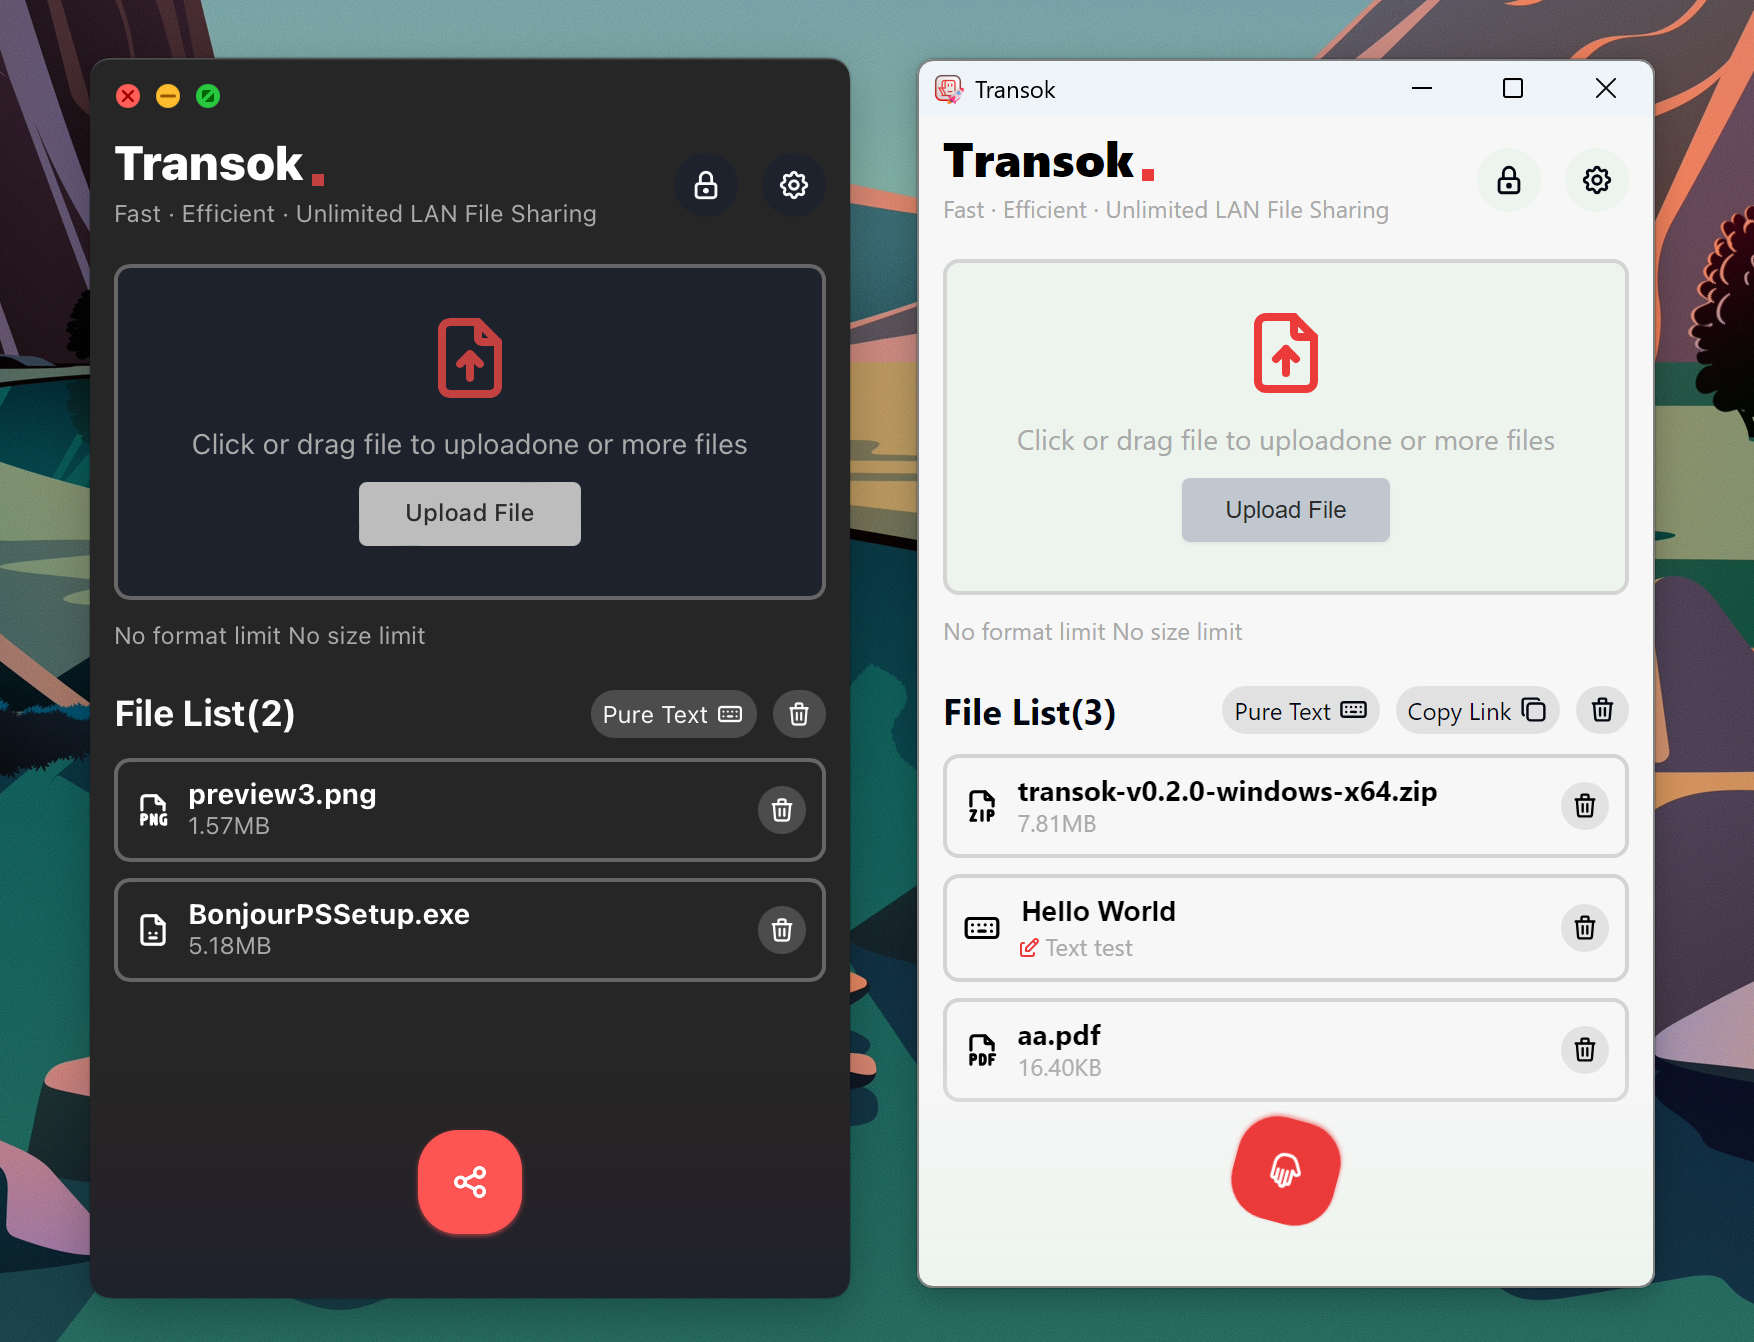 Transok.
Fast · Efficient · Unlimited LAN File Sharing
Click or drag file to uploadone or more files
Upload File
No format limit No size limit
File List(2)
Pure Text
PNG
preview3.png
1.57MB
BonjourPSSetup.exe
5.18MB
Transok
Transok.
Fast · Efficient · Unlimited LAN File Sharing
Click or drag file to uploadone or more files
Upload File
No format limit No size limit
File List(3)
Pure Text
Copy Link
ZIP
transok-v0.2.0-windows-x64.zip
7.81MB
Hello World
Text test
PDF
aa.pdf
16.40KB